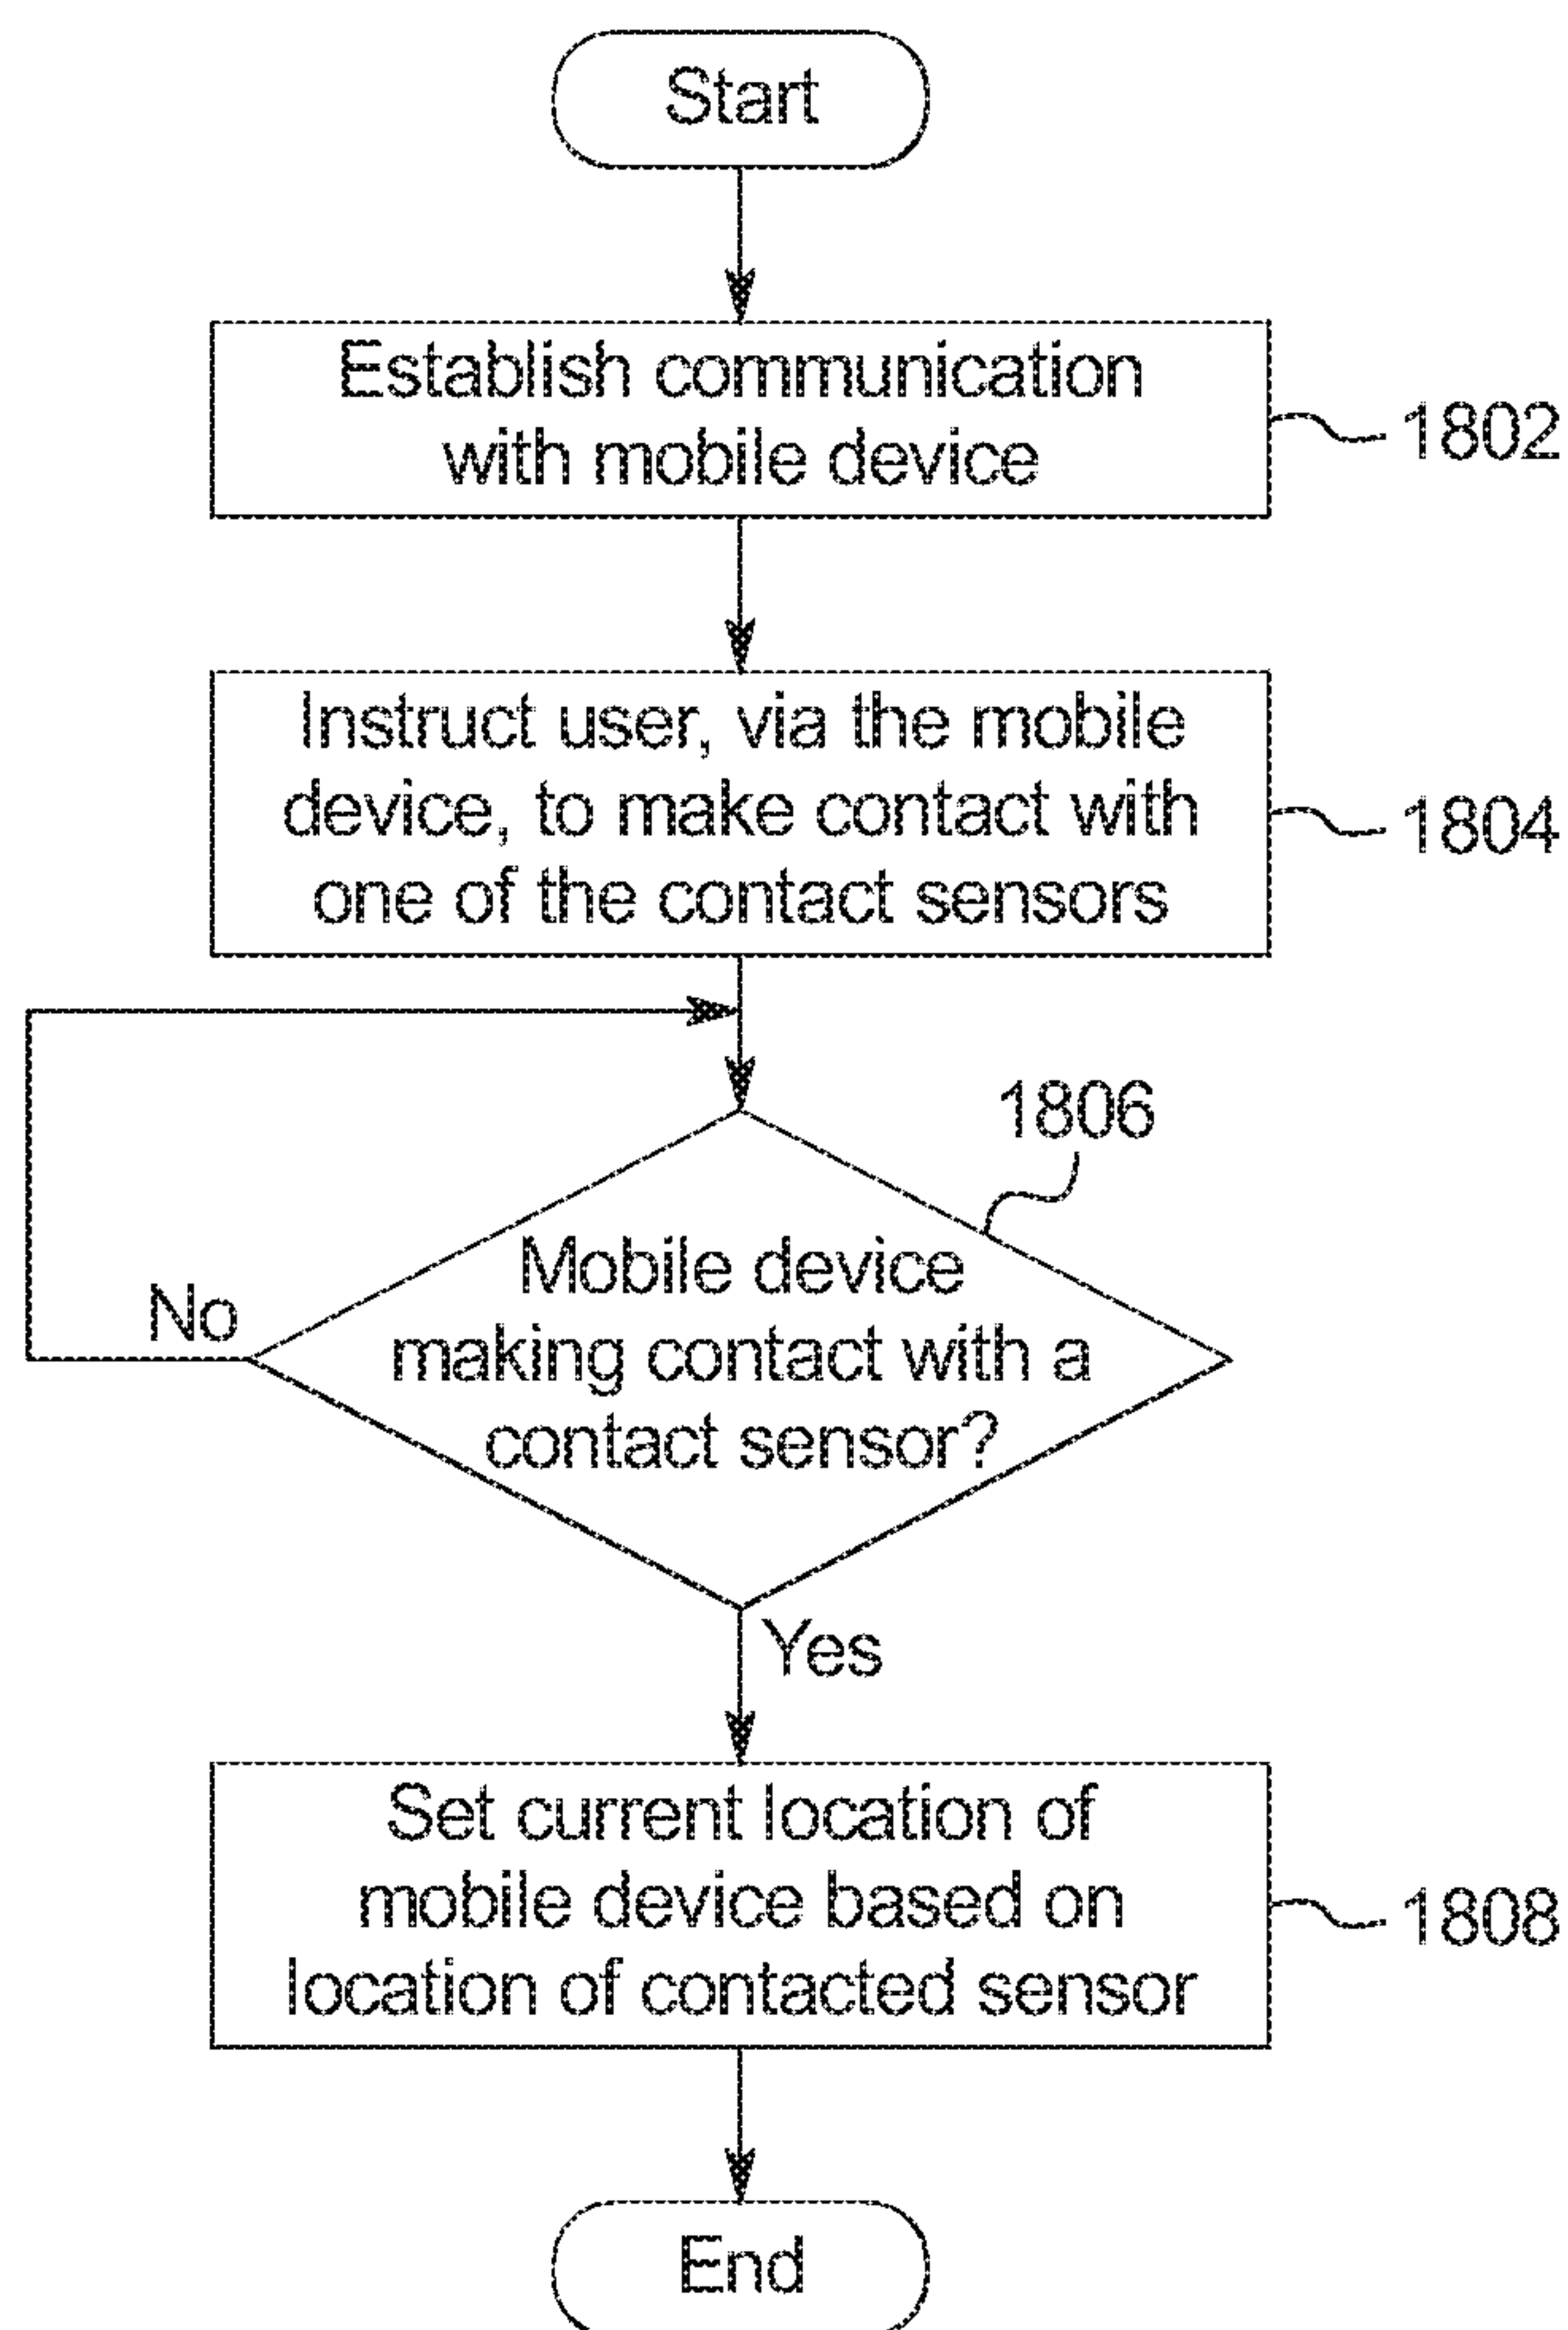 Start
Establish communication
with mobile device
1802
Instruct user, via the mobile
device, to make contact with
one of the contact sensors
1804
1806
Mobile device
making contact with a
contact sensor?
No
Yes
Set current location of
mobile device based on
location of contacted sensor
1808
End